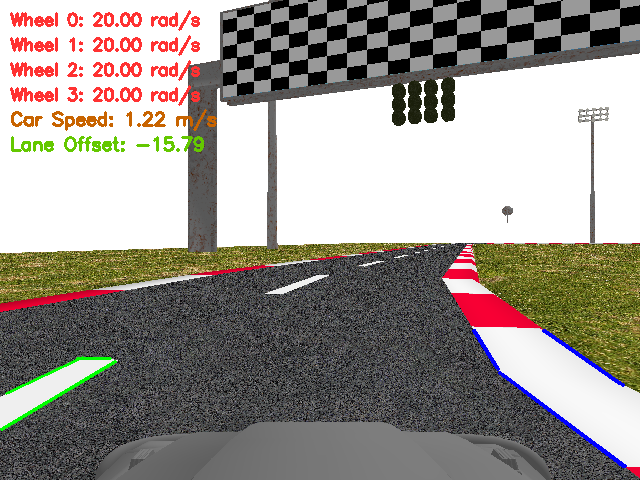 Wheel 0: 20.00 rad/s
Wheel 1: 20.00 rad/s
Wheel 2: 20.00 rad/s
Wheel 3: 20.00 rad/s
Car Speed: 1.22 m/s
Lane Offset: -15.79